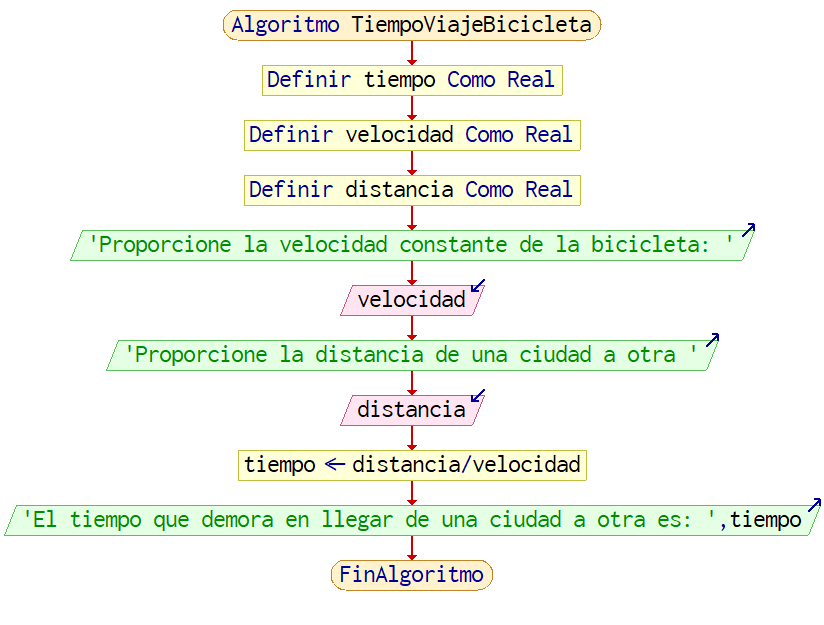 Algoritmo TiempoViajeBicicleta
Definir tiempo Como Real
Definir velocidad Como Real
Definir distancia Como Real
'Proporcione la velocidad constante de la bicicleta: '
velocidad
'Proporcione la distancia de una ciudad a otra '
distancia
tiempo ← distancia/velocidad
'El tiempo que demora en llegar de una ciudad a otra es: ',tiempo
FinAlgoritmo